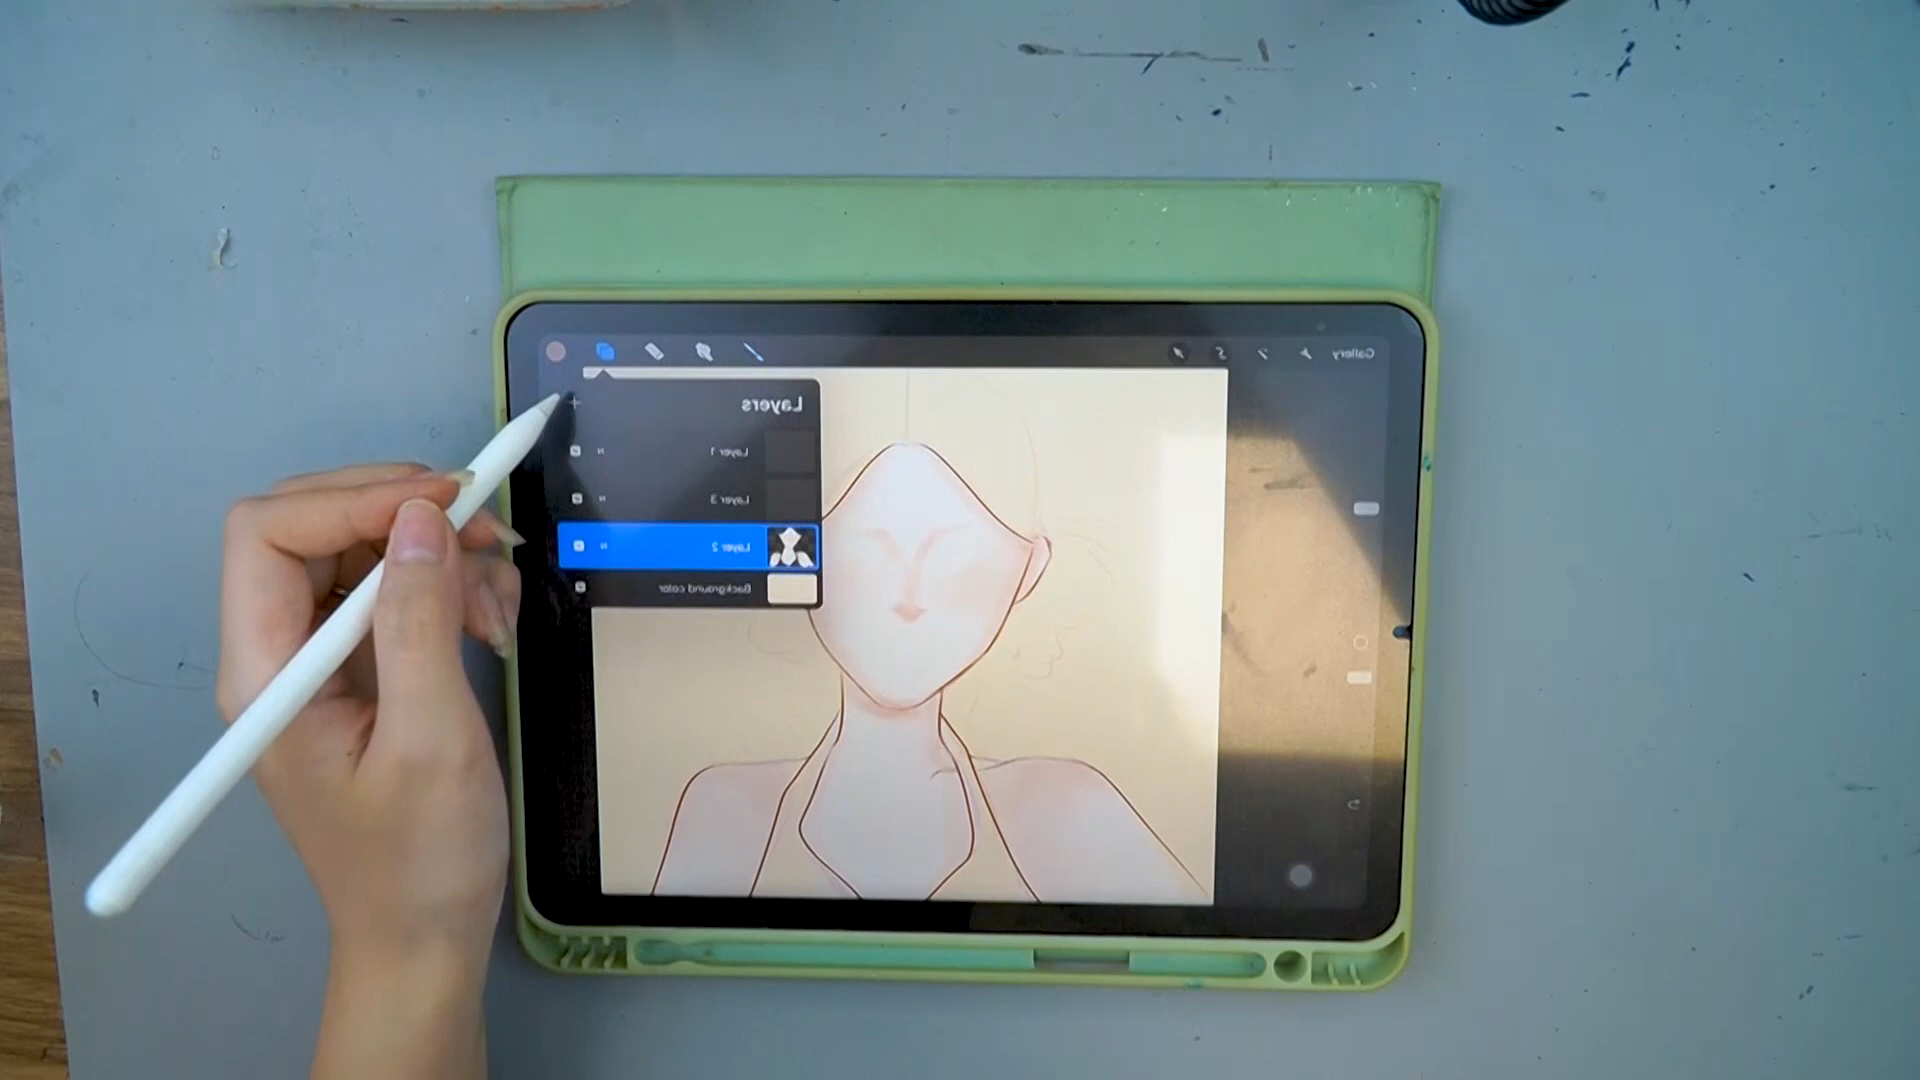 Gallery
Layers
Layer 1 N
Layer 3 N
Layer 2 N
Background color